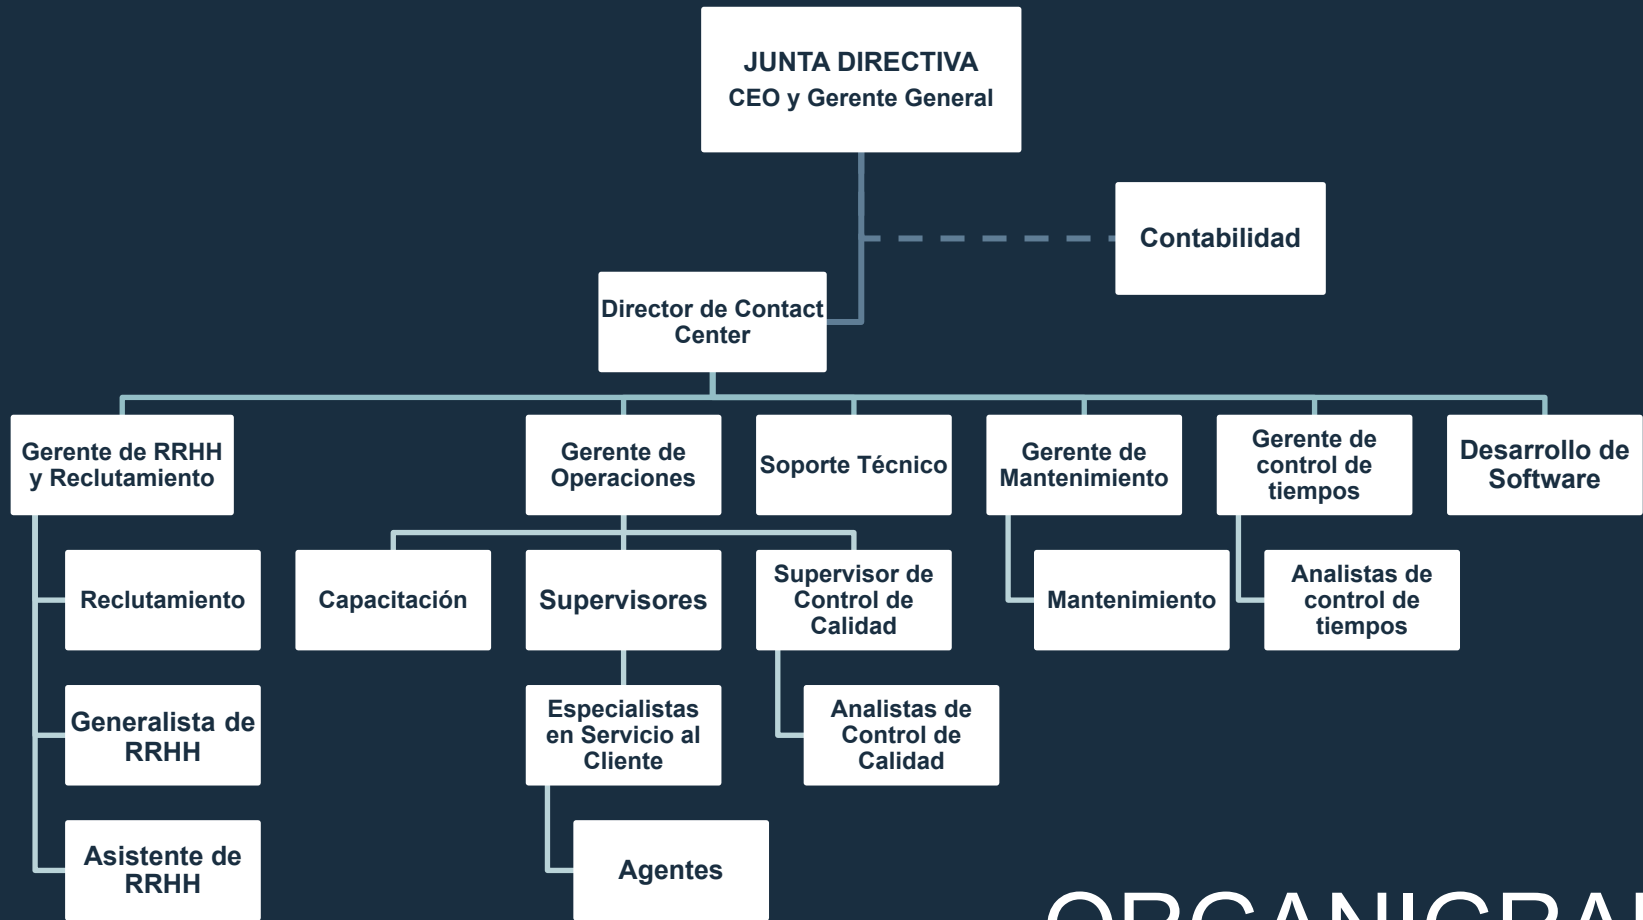 JUNTA DIRECTIVA
CEO y Gerente General
Contabilidad
Director de Contact
Center
Gerente de RRHH
y Reclutamiento
Gerente de
Operaciones
Soporte Técnico
Gerente de
Mantenimiento
Gerente de
control de
tiempos
Desarrollo de
Software
Reclutamiento
Capacitación
Supervisores
Supervisor de
Control de
Calidad
Mantenimiento
Analistas de
control de
tiempos
Generalista de
RRHH
Especialistas
en Servicio al
Cliente
Analistas de
Control de
Calidad
Asistente de
RRHH
Agentes